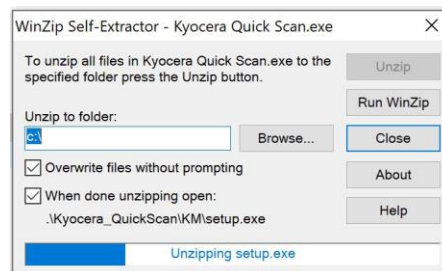 WinZip Self-Extractor - Kyocera Quick Scan.exe
To unzip all files in Kyocera Quick Scan.exe to the
specified folder press the Unzip button.
Unzip to folder:
c:\
Browse...
Overwrite files without prompting
When done unzipping open:
.\Kyocera_QuickScan\KM\setup.exe
Unzip
Run WinZip
Close
About
Help
Unzipping setup.exe